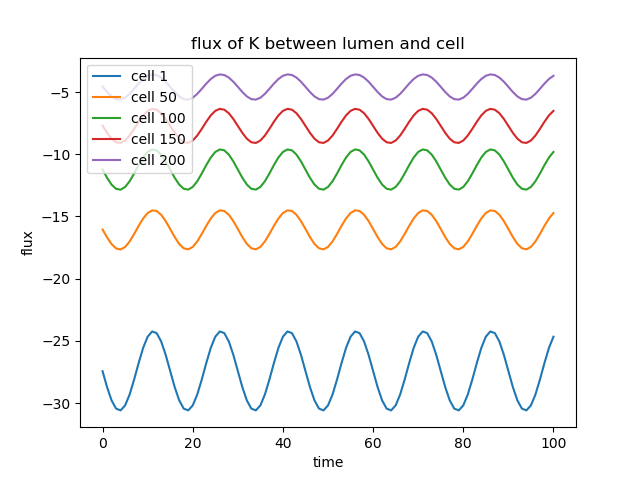 flux of K between lumen and cell
cell 1
cell 50
cell 100
cell 150
cell 200
−5
−10
−15
−20
−25
−30
flux
0 20 40 60 80 100
time